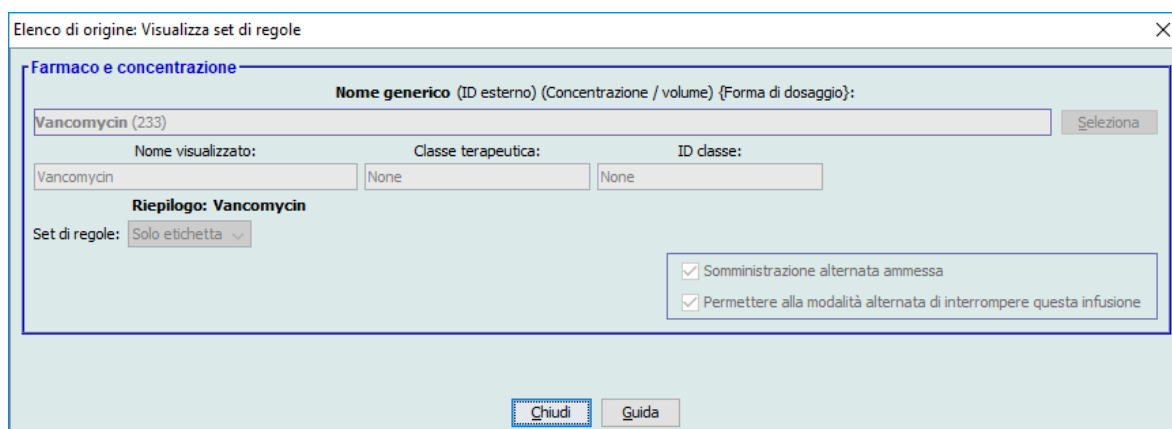 Elenco di origine: Visualizza set di regole
Farmaco e concentrazione
Nome generico (ID esterno) (Concentrazione / volume) {Forma di dosaggio}:
Vancomycin (233)
Seleziona
Nome visualizzato: Classe terapeutica: ID classe:
Vancomycin None None
Riepilogo: Vancomycin
Set di regole: Solo etichetta
Somministrazione alternata ammessa
Permettere alla modalità alternata di interrompere questa infusione
Chiudi Guida